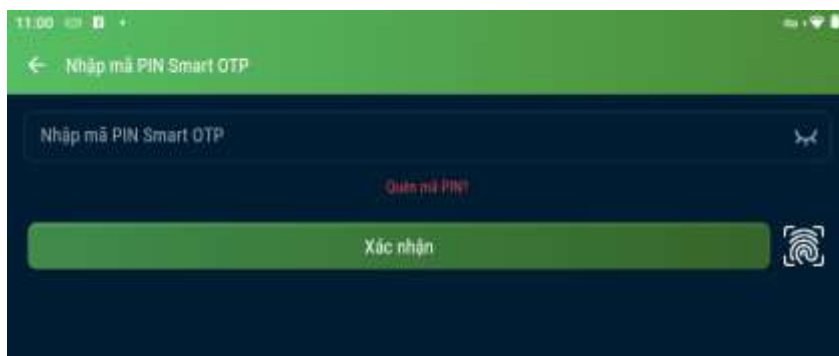 11:00
Nhập mã PIN Smart OTP
Nhập mã PIN Smart OTP
Quên mã PIN?
Xác nhận